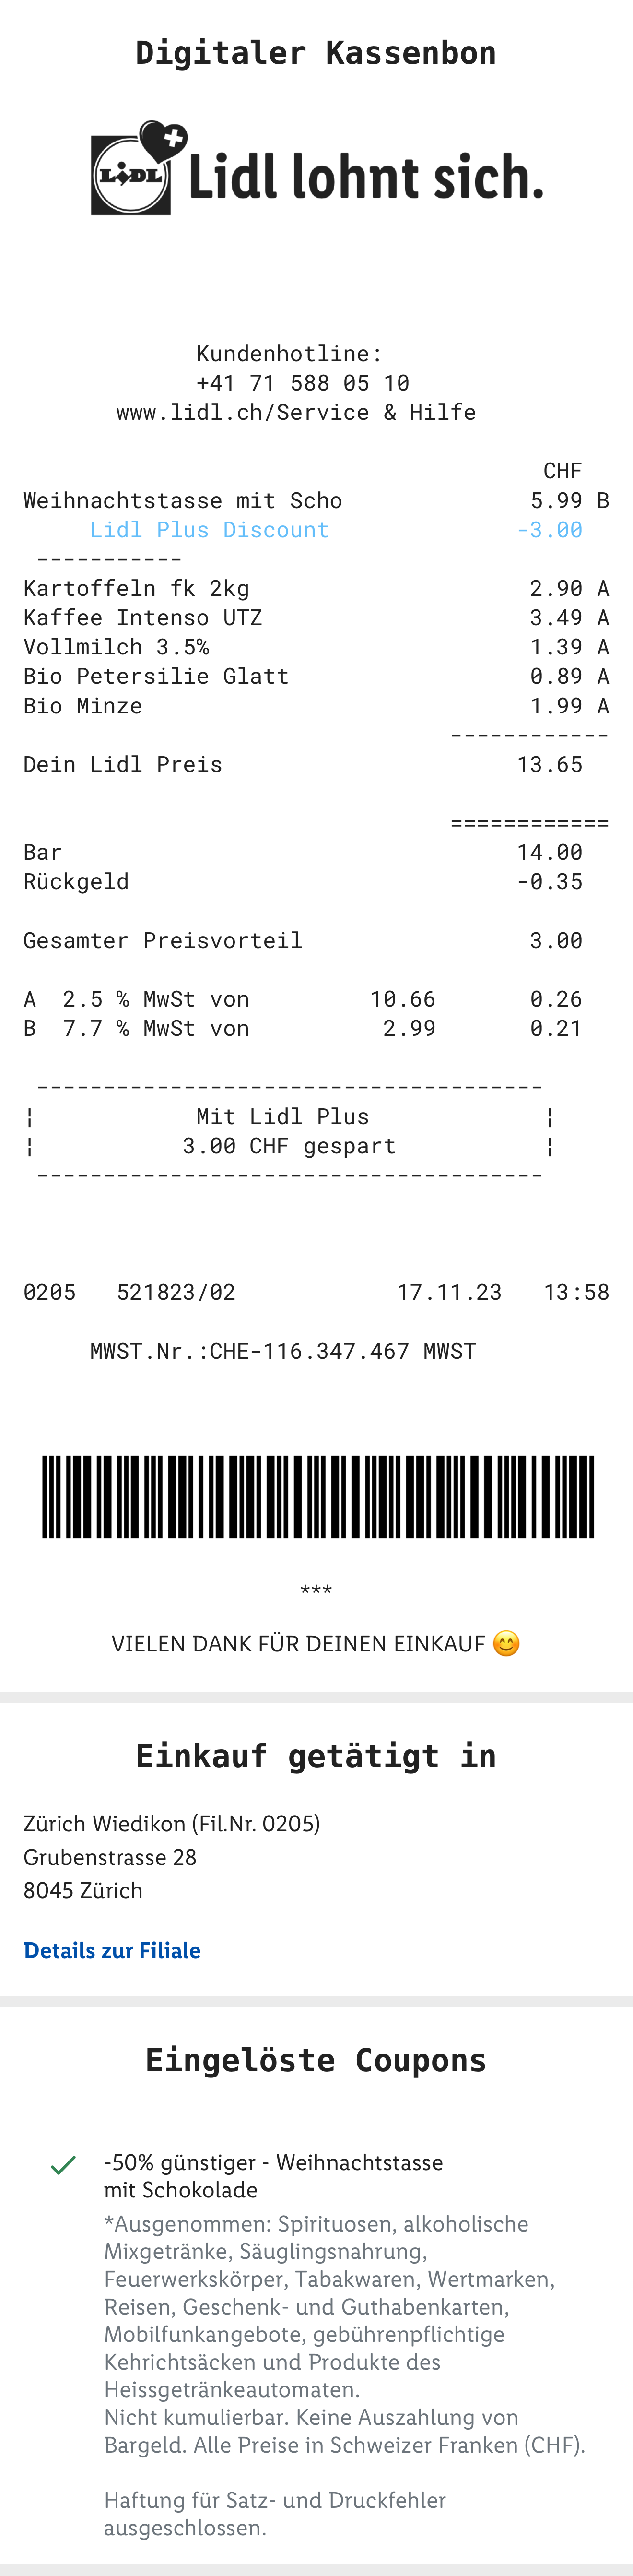 Digitaler Kassenbon
LIDL Lidl lohnt sich.
Kundenhotline:
+41 71 588 05 10
www.lidl.ch/Service & Hilfe
CHF
Weihnachtstasse mit Scho 5.99 B
Lidl Plus Discount -3.00
-----------
Kartoffeln fk 2kg 2.90 A
Kaffee Intenso UTZ 3.49 A
Vollmilch 3.5% 1.39 A
Bio Petersilie Glatt 0.89 A
Bio Minze 1.99 A
------------
Dein Lidl Preis 13.65
============
Bar 14.00
Rückgeld -0.35
Gesamter Preisvorteil 3.00
A 2.5 % MwSt von 10.66 0.26
B 7.7 % MwSt von 2.99 0.21
--------------------------------------
¦ Mit Lidl Plus ¦
¦ 3.00 CHF gespart ¦
--------------------------------------
0205 521823/02 17.11.23 13:58
MWST.Nr.:CHE-116.347.467 MWST
***
VIELEN DANK FÜR DEINEN EINKAUF 😊
Einkauf getätigt in
Zürich Wiedikon (Fil.Nr. 0205)
Grubenstrasse 28
8045 Zürich
Details zur Filiale
Eingelöste Coupons
-50% günstiger - Weihnachtstasse
mit Schokolade
*Ausgenommen: Spirituosen, alkoholische
Mixgetränke, Säuglingsnahrung,
Feuerwerkskörper, Tabakwaren, Wertmarken,
Reisen, Geschenk- und Guthabenkarten,
Mobilfunkangebote, gebührenpflichtige
Kehrichtsäcken und Produkte des
Heissgetränkeautomaten.
Nicht kumulierbar. Keine Auszahlung von
Bargeld. Alle Preise in Schweizer Franken (CHF).
Haftung für Satz- und Druckfehler
ausgeschlossen.